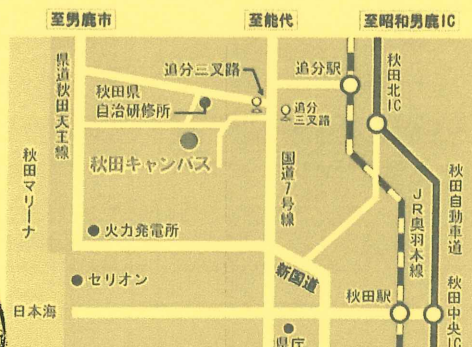 至男鹿市
至能代
至昭和男鹿IC
県道秋田天王線
追分三叉路
追分駅
秋田北IC
秋田県
自治研修所
追分
三叉路
秋田キャンパス
国道7号線
秋田マリーナ
火力発電所
JR奥羽本線
秋田自動車道
新国道
セリオン
秋田駅
秋田中央IC
日本海
県庁